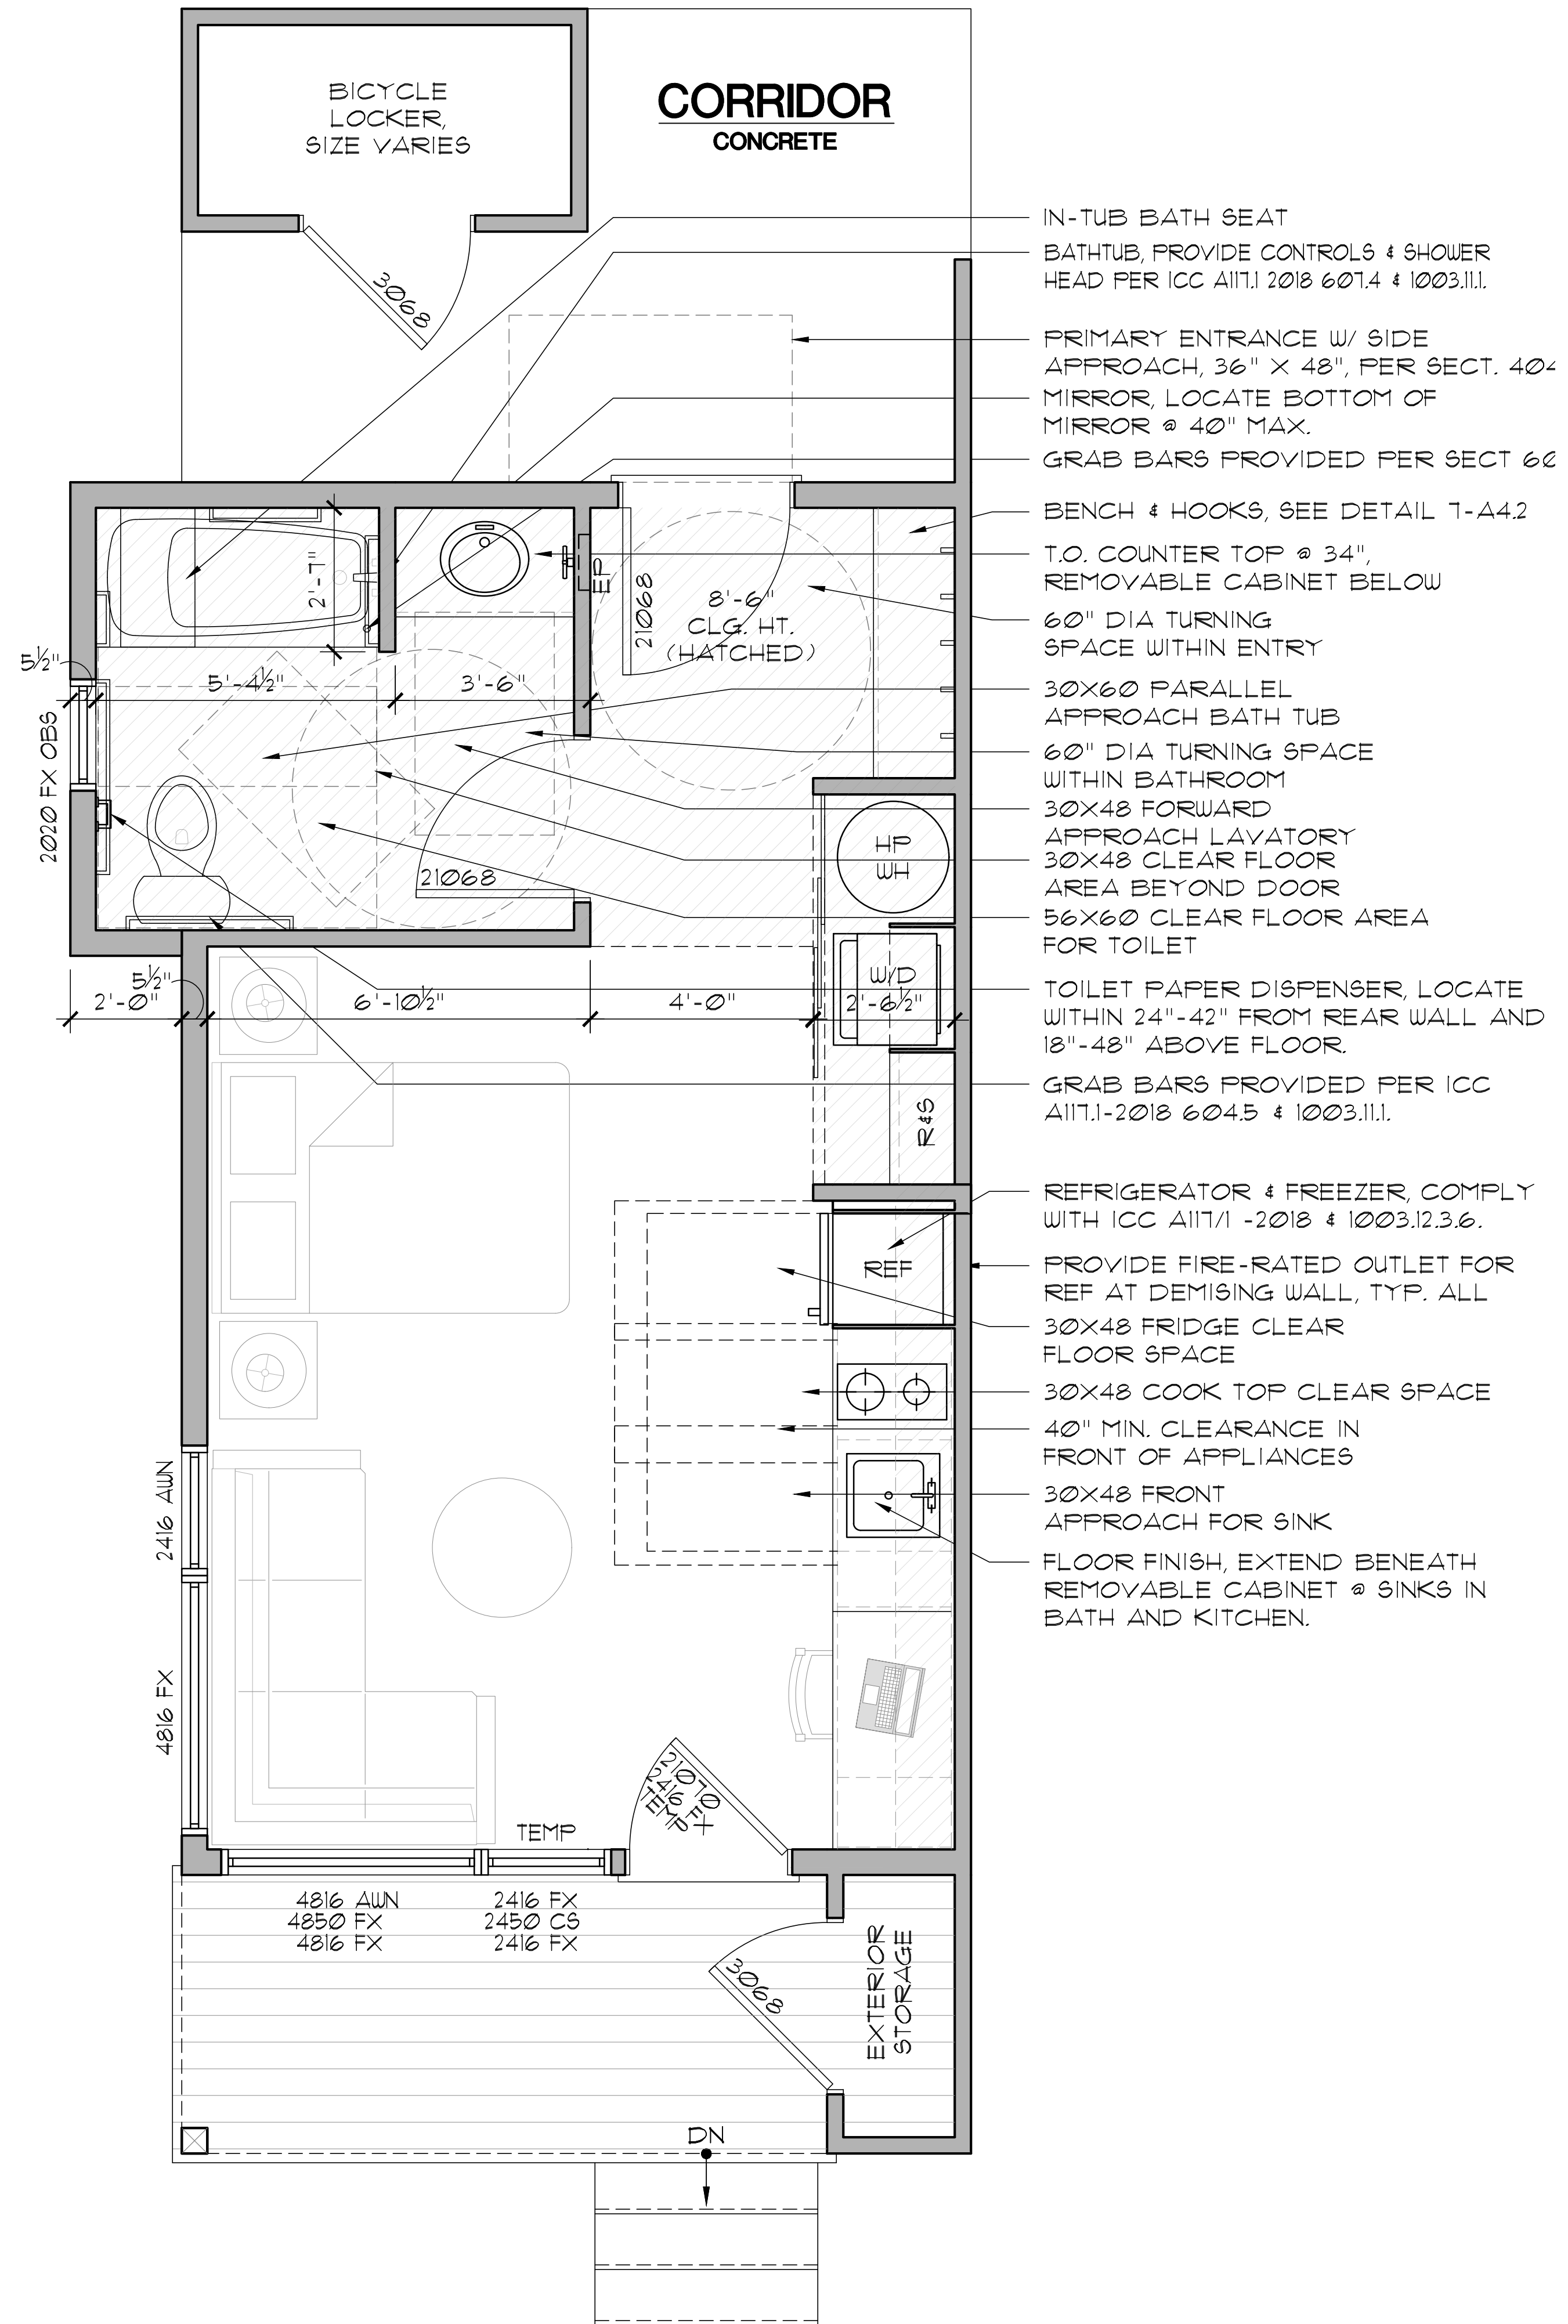 BICYCLE
LOCKER,
SIZE VARIES
CORRIDOR
CONCRETE
3068
IN-TUB BATH SEAT
BATHTUB, PROVIDE CONTROLS & SHOWER
HEAD PER ICC A117.1 2018 607.4 & 1003.11.1.
PRIMARY ENTRANCE W/ SIDE
APPROACH, 36" X 48", PER SECT. 404
MIRROR, LOCATE BOTTOM OF
MIRROR @ 40" MAX.
GRAB BARS PROVIDED PER SECT 60
BENCH & HOOKS, SEE DETAIL 7-A4.2
T.O. COUNTER TOP @ 34",
REMOVABLE CABINET BELOW
60" DIA TURNING
SPACE WITHIN ENTRY
30X60 PARALLEL
APPROACH BATH TUB
60" DIA TURNING SPACE
WITHIN BATHROOM
30X48 FORWARD
APPROACH LAVATORY
30X48 CLEAR FLOOR
AREA BEYOND DOOR
56X60 CLEAR FLOOR AREA
FOR TOILET
TOILET PAPER DISPENSER, LOCATE
WITHIN 24"-42" FROM REAR WALL AND
18"-48" ABOVE FLOOR.
GRAB BARS PROVIDED PER ICC
A117.1-2018 604.5 & 1003.11.1.
REFRIGERATOR & FREEZER, COMPLY
WITH ICC A117/1 -2018 & 1003.12.3.6.
PROVIDE FIRE-RATED OUTLET FOR
REF AT DEMISING WALL, TYP. ALL
30X48 FRIDGE CLEAR
FLOOR SPACE
30X48 COOK TOP CLEAR SPACE
40" MIN. CLEARANCE IN
FRONT OF APPLIANCES
30X48 FRONT
APPROACH FOR SINK
FLOOR FINISH, EXTEND BENEATH
REMOVABLE CABINET @ SINKS IN
BATH AND KITCHEN.
2'-7"
EP
21068
8'-6"
CLG. HT.
(HATCHED)
5½"
5'-4½"
3'-6"
2020 FX OBS
21068
HP
WH
W/D
5½"
2'-0"
6'-10½"
4'-0"
2'-6½"
R&S
REF
2416 AWN
4816 FX
21070
2416 FX
TEMP
TEMP
4816 AWN
4850 FX
4816 FX
2416 FX
2450 CS
2416 FX
3068
EXTERIOR
STORAGE
DN